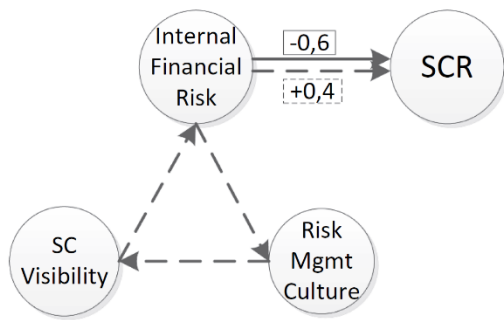 Internal
Financial
Risk
-0,6
+0,4
SCR
SC
Visibility
Risk
Mgmt
Culture